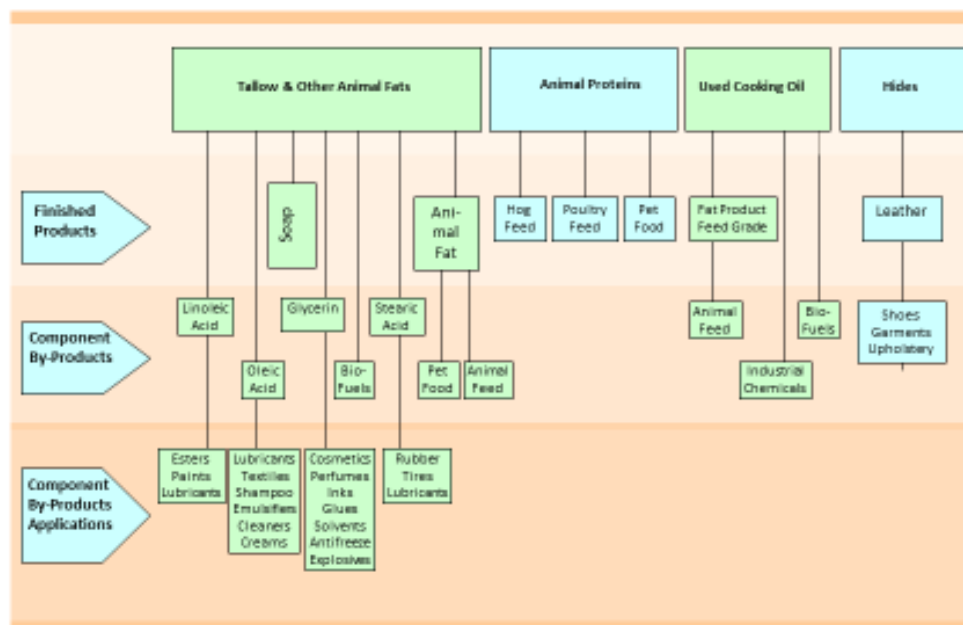 Tallow & Other Animal Fats
Animal Proteins
Used Cooking Oil
Hides
Finished
Products
Soap
Ani-
mal
Fat
Hog
Feed
Poultry
Feed
Pet
Food
Fat Product
Feed Grade
Leather
Component
By-Products
Linoleic
Acid
Glycerin
Stearic
Acid
Animal
Feed
Bio-
Fuels
Shoes
Garments
Upholstery
Oleic
Acid
Bio-
Fuels
Pet
Food
Animal
Feed
Industrial
Chemicals
Component
By-Products
Applications
Esters
Paints
Lubricants
Lubricants
Textiles
Shampoo
Emulsifiers
Cleaners
Creams
Cosmetics
Perfumes
Inks
Glues
Solvents
Antifreeze
Explosives
Rubber
Tires
Lubricants